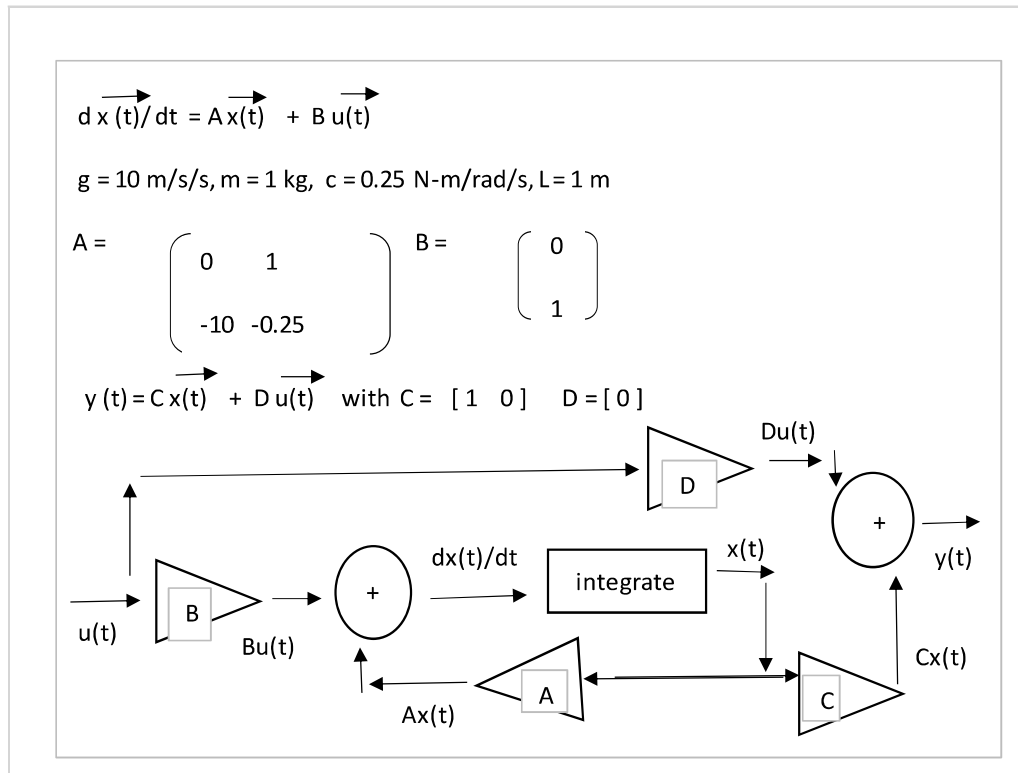 d x (t)/ dt = A x(t) + B u(t)
g = 10 m/s/s, m = 1 kg, c = 0.25 N-m/rad/s, L = 1 m
A = B =
0 1 0
-10 -0.25 1
y (t) = C x(t) + D u(t) with C = [ 1 0 ] D = [ 0 ]
Du(t)
D
+
y(t)
dx(t)/dt
x(t)
integrate
+
B
u(t)
Bu(t)
Cx(t)
A
C
Ax(t)